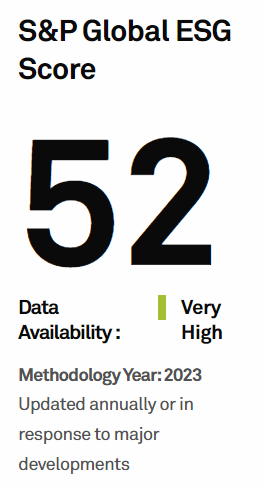 S&P Global ESG
Score
52
Data
Availability :
Very
High
Methodology Year: 2023
Updated annually or in
response to major
developments